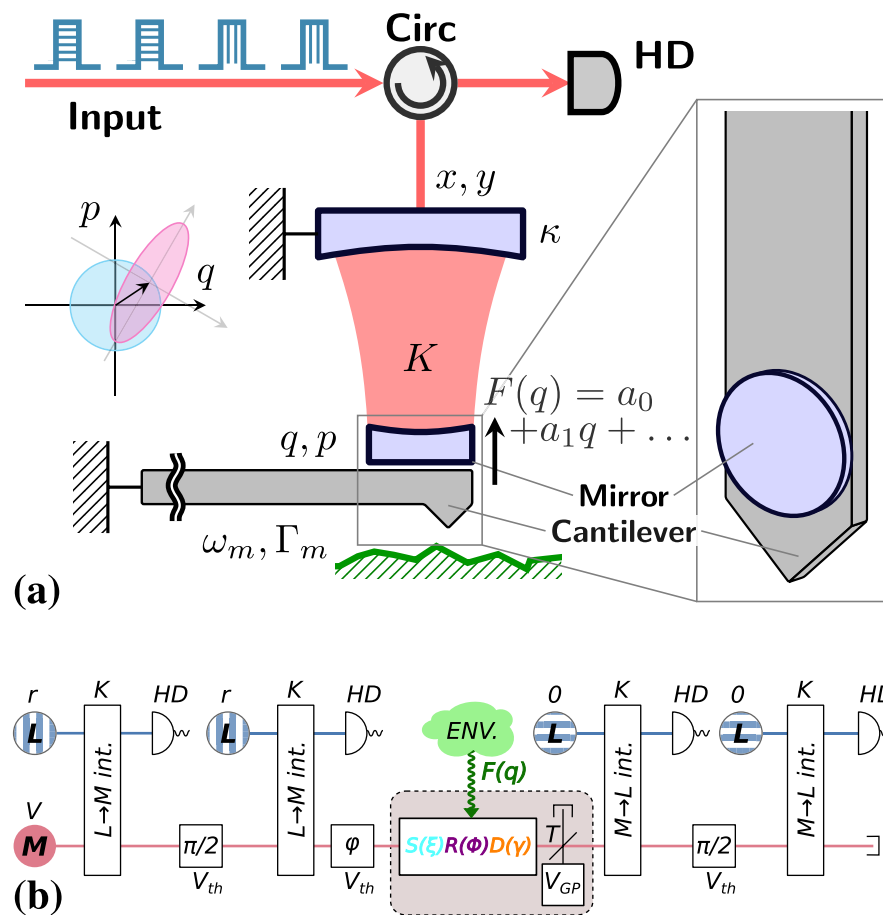 Circ
HD
Input
x, y
p
κ
q
K
F(q) = a₀
+a₁q + ...
q, p
Mirror
Cantilever
ωₘ, Γₘ
(a)
r K HD r K HD 0 K HD 0 K HD
L L ENV. L L
F(q)
L→M int. L→M int. M→L int. M→L int.
V
M π/2 φ S(ξ)R(Φ)D(γ) T π/2
Vth Vth VGP Vth
(b)